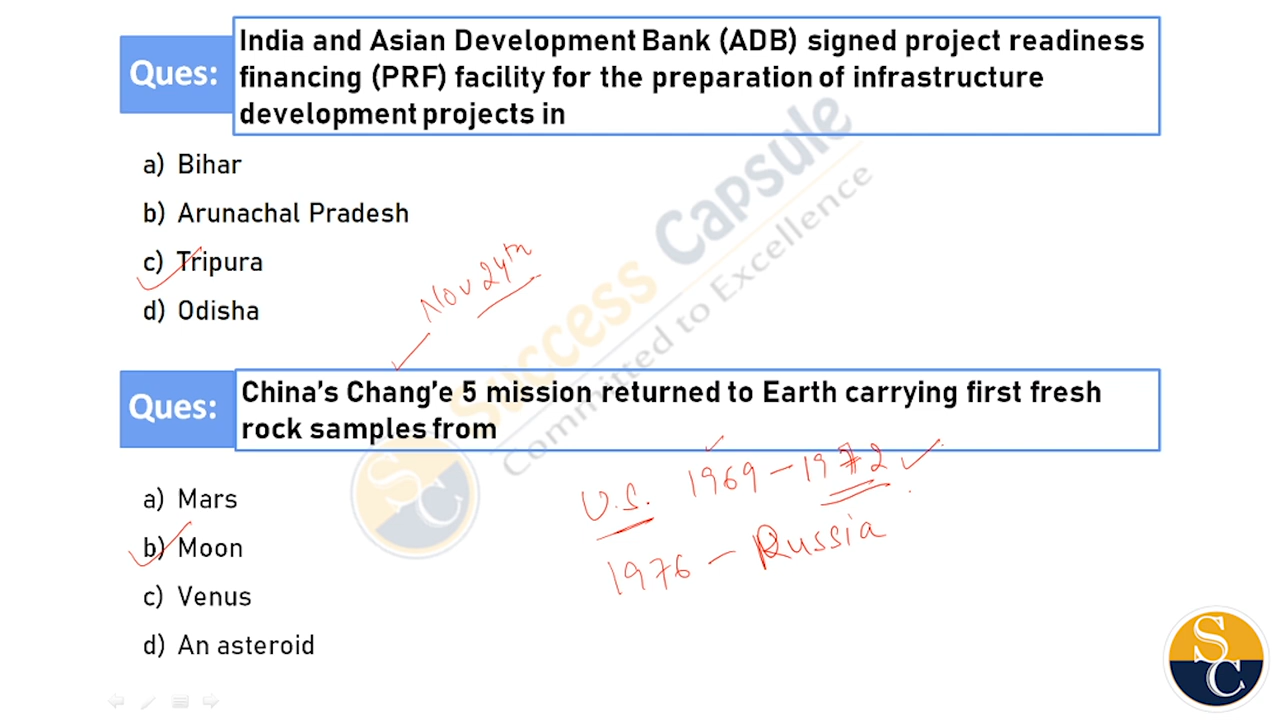 India and Asian Development Bank (ADB) signed project readiness
Ques: financing (PRF) facility for the preparation of infrastructure
development projects in
a) Bihar
b) Arunachal Pradesh
c) Tripura
d) Odisha
Nov 24th
China's Chang'e 5 mission returned to Earth carrying first fresh
Ques: rock samples from
U.S. 1969 - 1972
1976 - Russia
a) Mars
b) Moon
c) Venus
d) An asteroid
Success Capsule
Committed to Excellence
SC